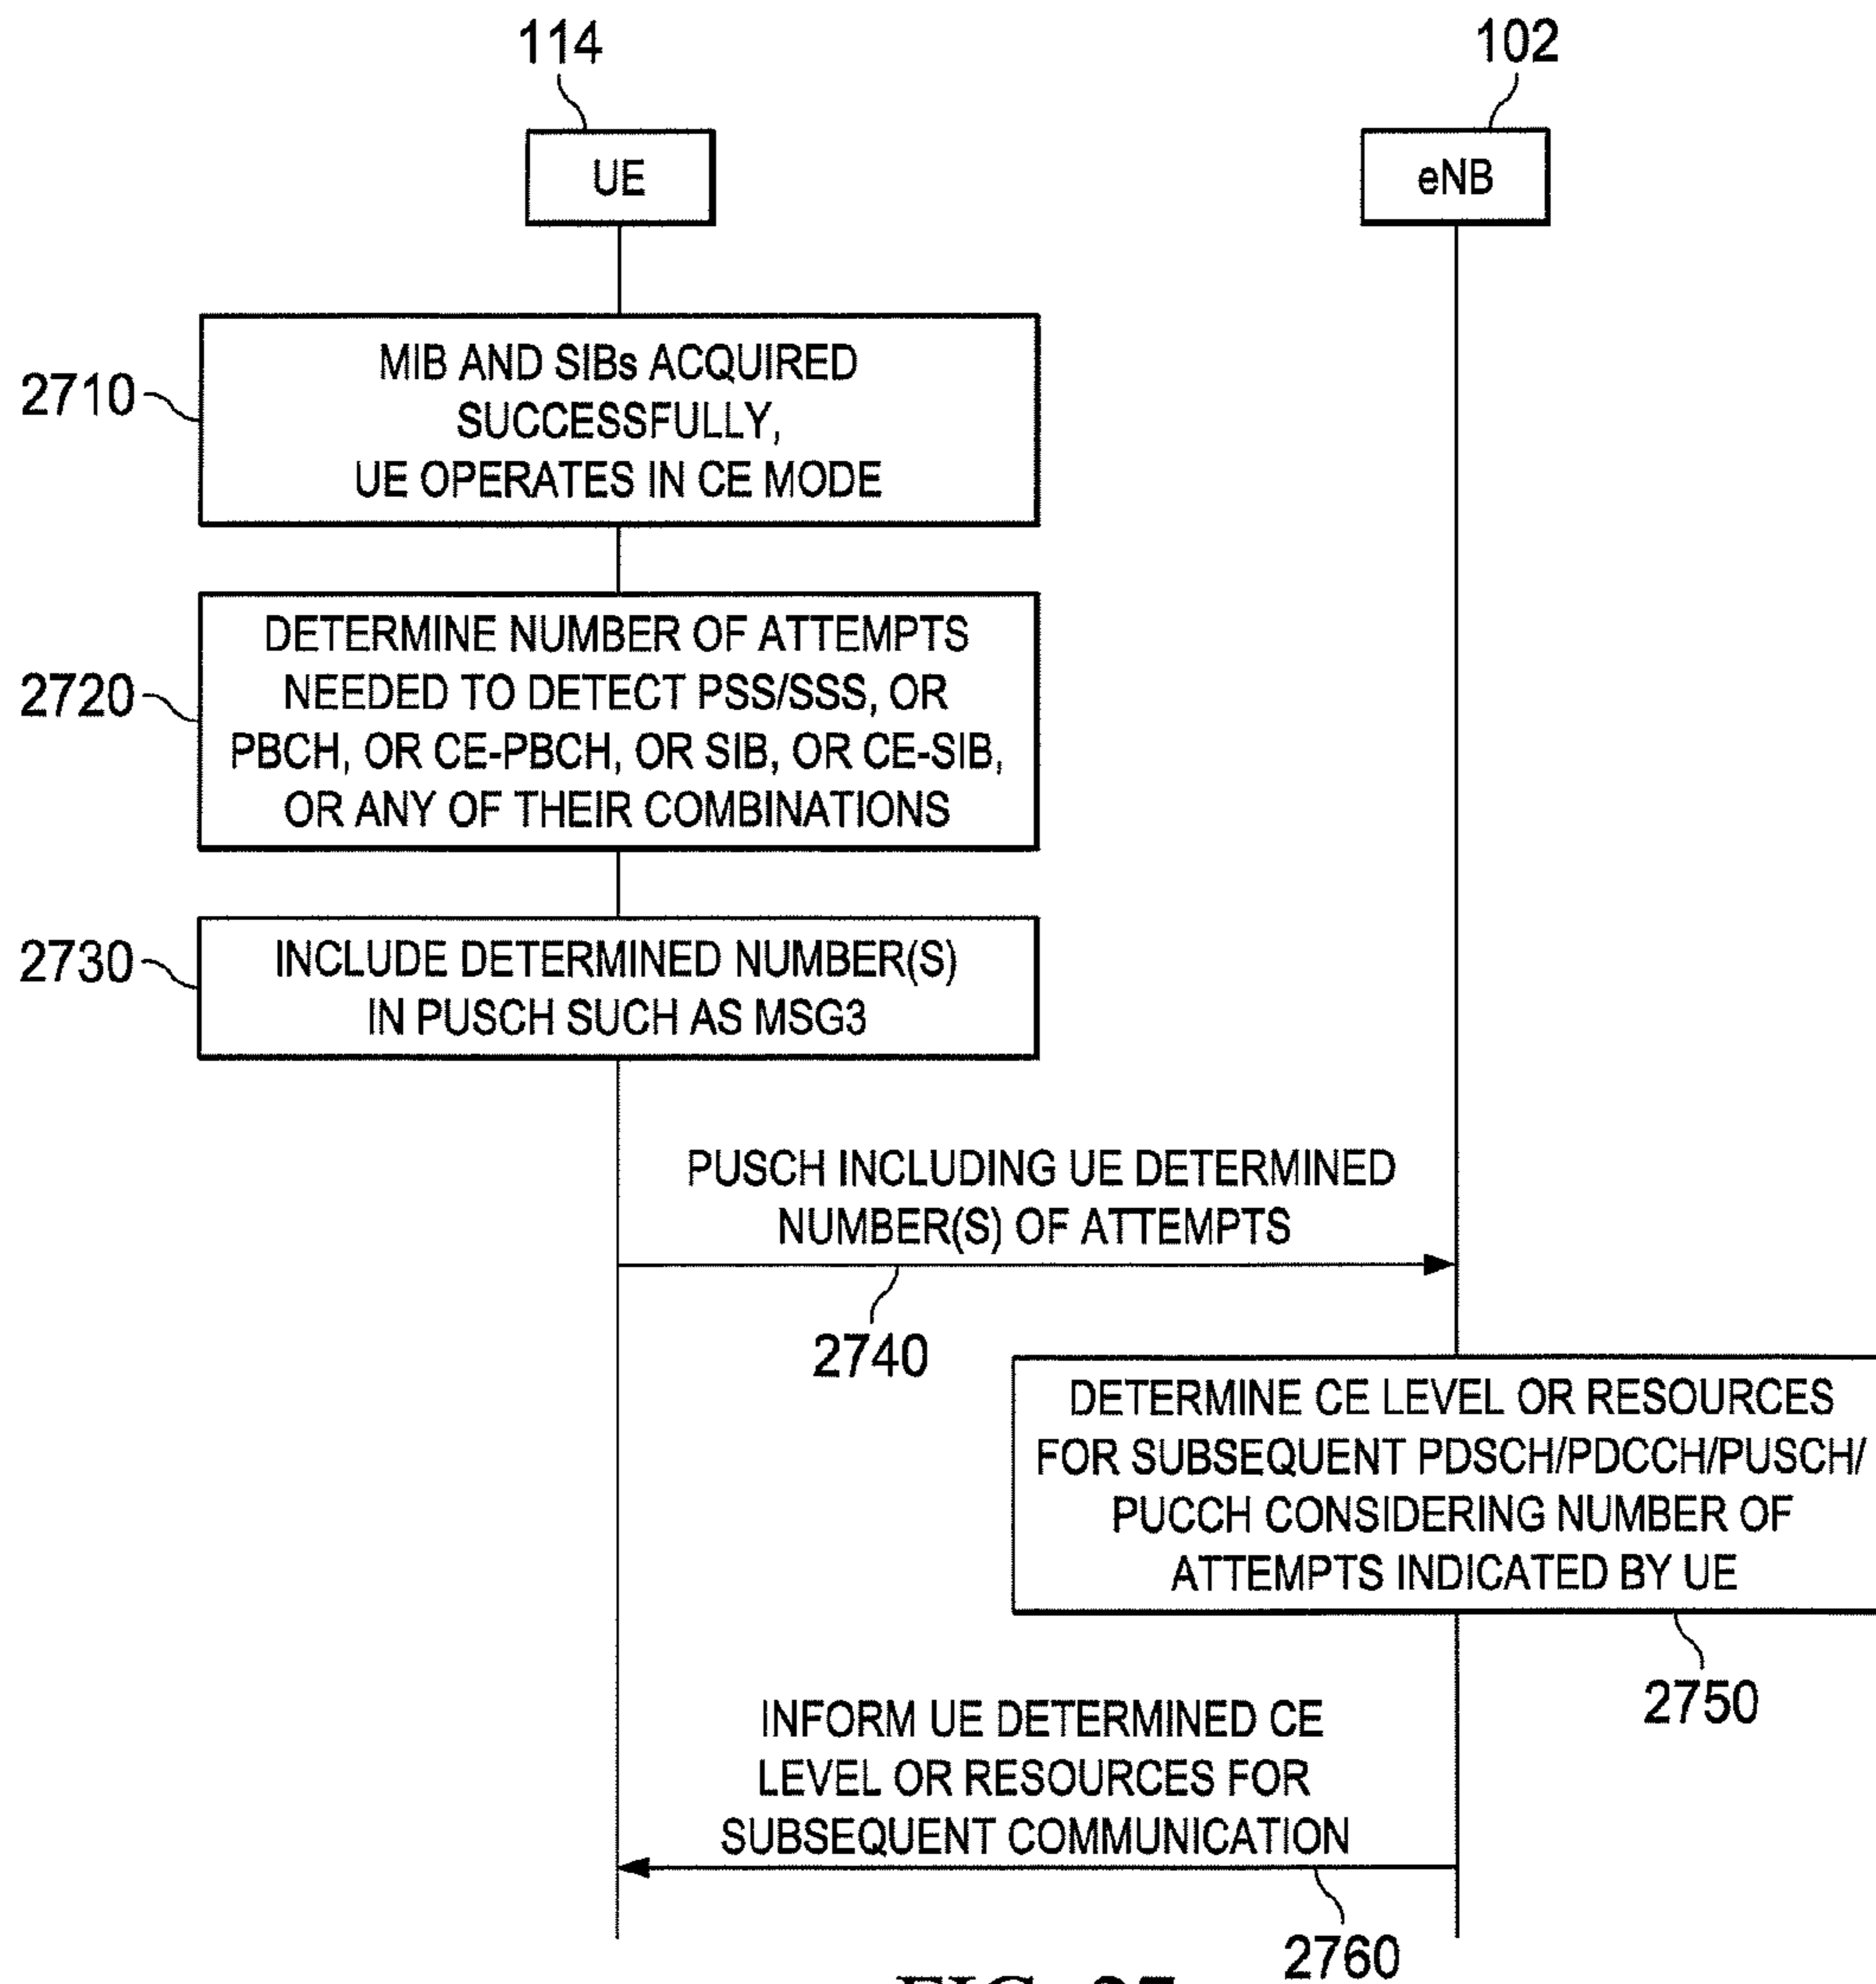 114
102
UE
eNB
2710
MIB AND SIBs ACQUIRED
SUCCESSFULLY,
UE OPERATES IN CE MODE
2720
DETERMINE NUMBER OF ATTEMPTS
NEEDED TO DETECT PSS/SSS, OR
PBCH, OR CE-PBCH, OR SIB, OR CE-SIB,
OR ANY OF THEIR COMBINATIONS
2730
INCLUDE DETERMINED NUMBER(S)
IN PUSCH SUCH AS MSG3
PUSCH INCLUDING UE DETERMINED
NUMBER(S) OF ATTEMPTS
2740
DETERMINE CE LEVEL OR RESOURCES
FOR SUBSEQUENT PDSCH/PDCCH/PUSCH/
PUCCH CONSIDERING NUMBER OF
ATTEMPTS INDICATED BY UE
2750
INFORM UE DETERMINED CE
LEVEL OR RESOURCES FOR
SUBSEQUENT COMMUNICATION
2760